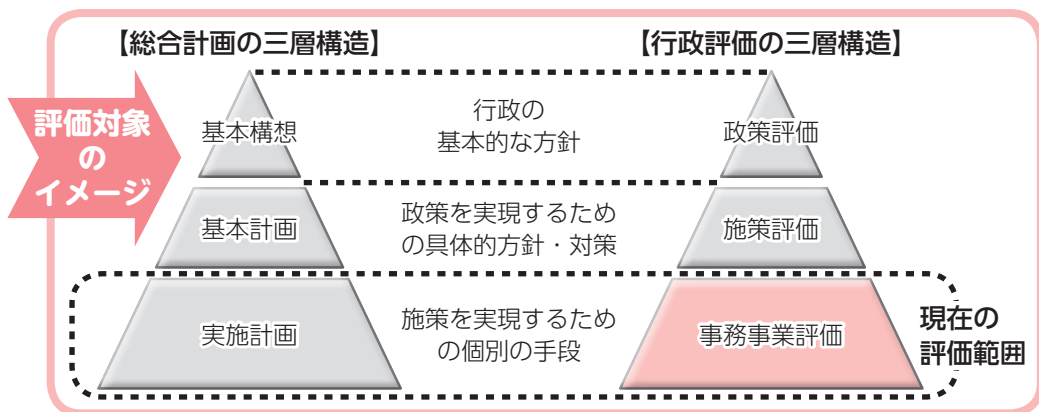 【総合計画の三層構造】
【行政評価の三層構造】
評価対象
の
イメージ
基本構想
行政の
基本的な方針
政策評価
基本計画
政策を実現するため
の具体的方針・対策
施策評価
実施計画
施策を実現するため
の個別の手段
事務事業評価
現在の
評価範囲